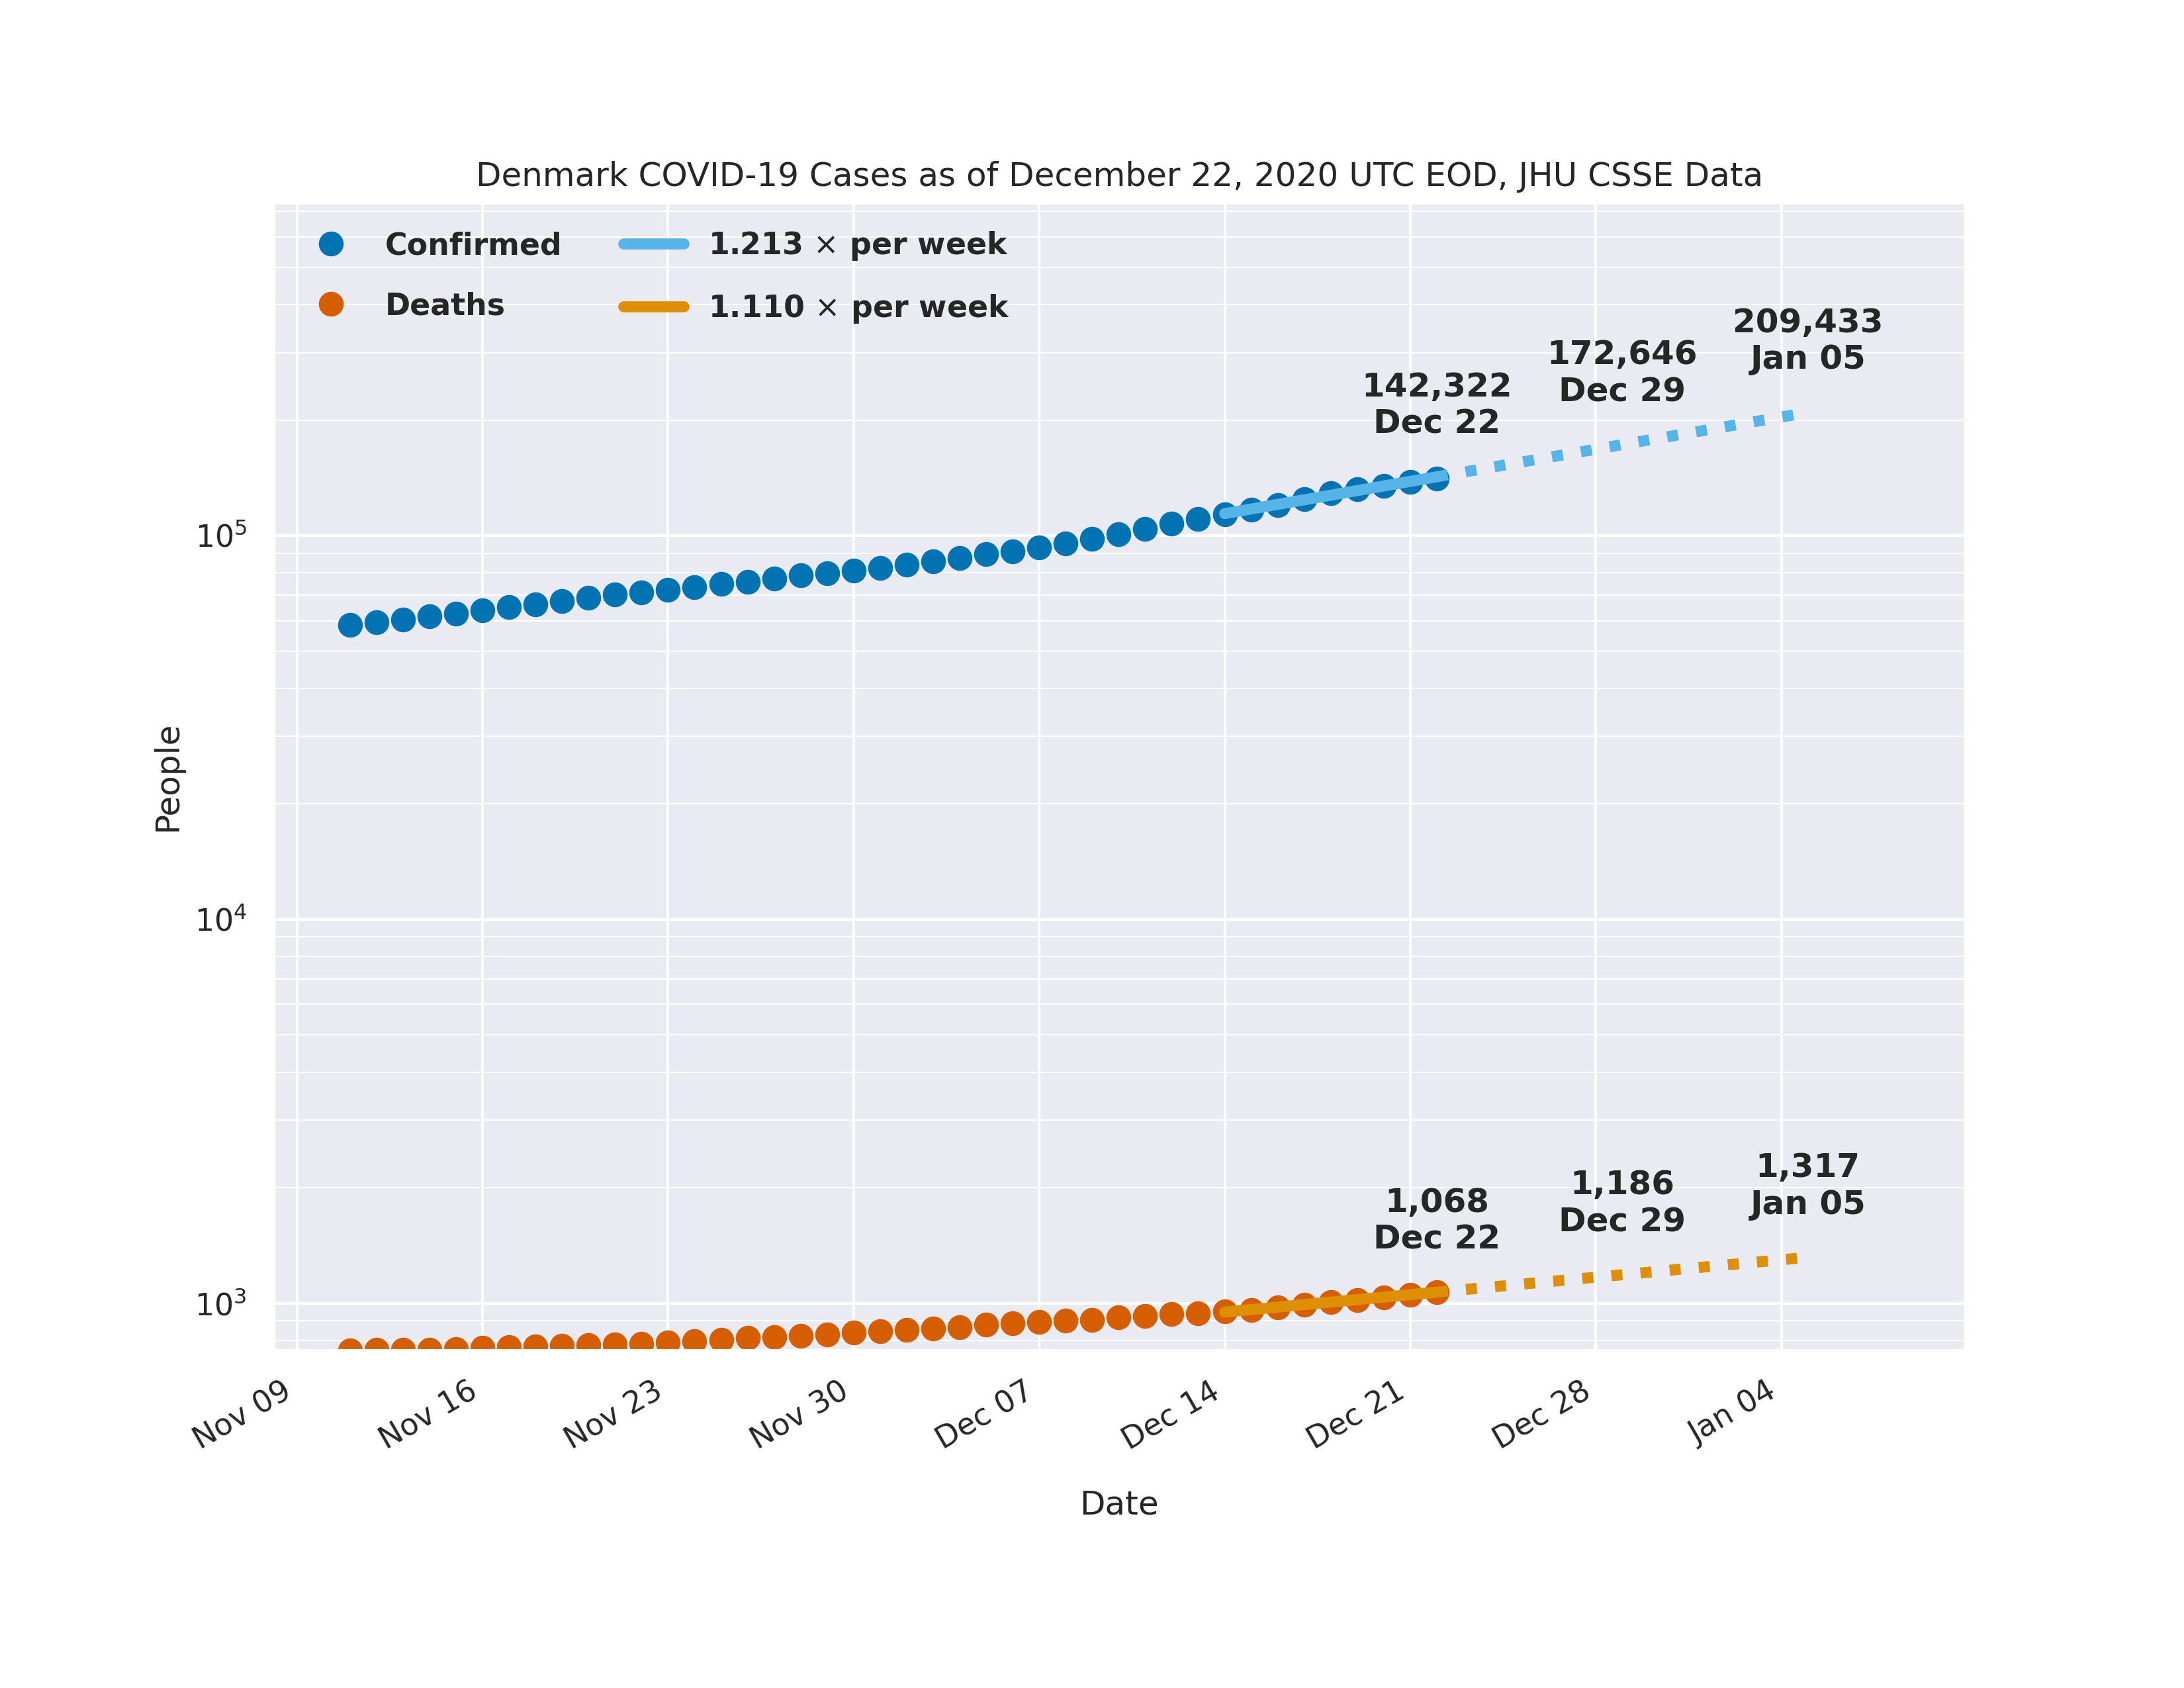 Denmark COVID-19 Cases as of December 22, 2020 UTC EOD, JHU CSSE Data
Confirmed
Deaths
1.213 × per week
1.110 × per week
209,433
Jan 05
172,646
Dec 29
142,322
Dec 22
10⁵
10⁴
10³
People
1,317
Jan 05
1,186
Dec 29
1,068
Dec 22
Nov 09
Nov 16
Nov 23
Nov 30
Dec 07
Dec 14
Dec 21
Dec 28
Jan 04
Date